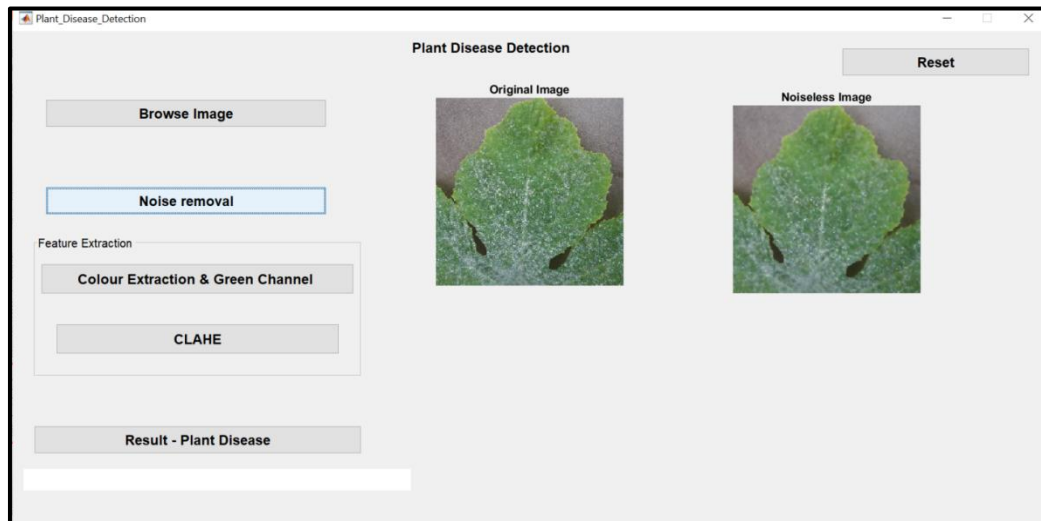 Plant_Disease_Detection
Plant Disease Detection
Reset
Original Image
Noiseless Image
Browse Image
Noise removal
Feature Extraction
Colour Extraction & Green Channel
CLAHE
Result - Plant Disease